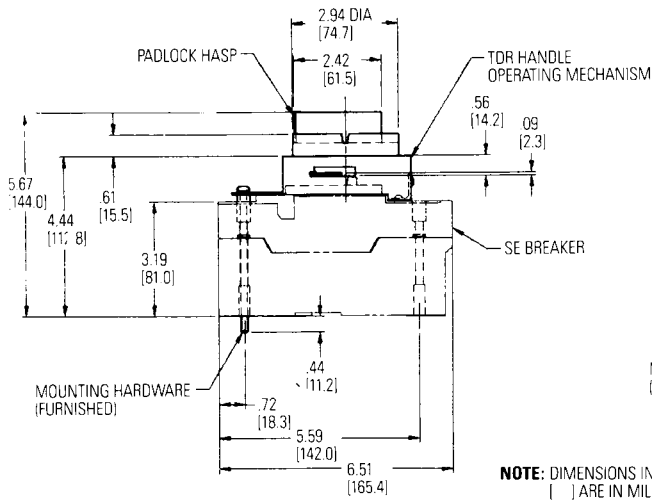 2.94 DIA
[74.7]
PADLOCK HASP
2.42
[61.5]
TDR HANDLE
OPERATING MECHANISM
.56
[14.2]
.09
[2.3]
5.67
[144.0]
.61
[15.5]
4.44
3.19
[81.0]
SE BREAKER
.44
[11.2]
MOUNTING HARDWARE
(FURNISHED)
.72
[18.3]
5.59
[142.0]
6.51
[165.4]
NOTE: DIMENSIONS IN
[ ] ARE IN MIL